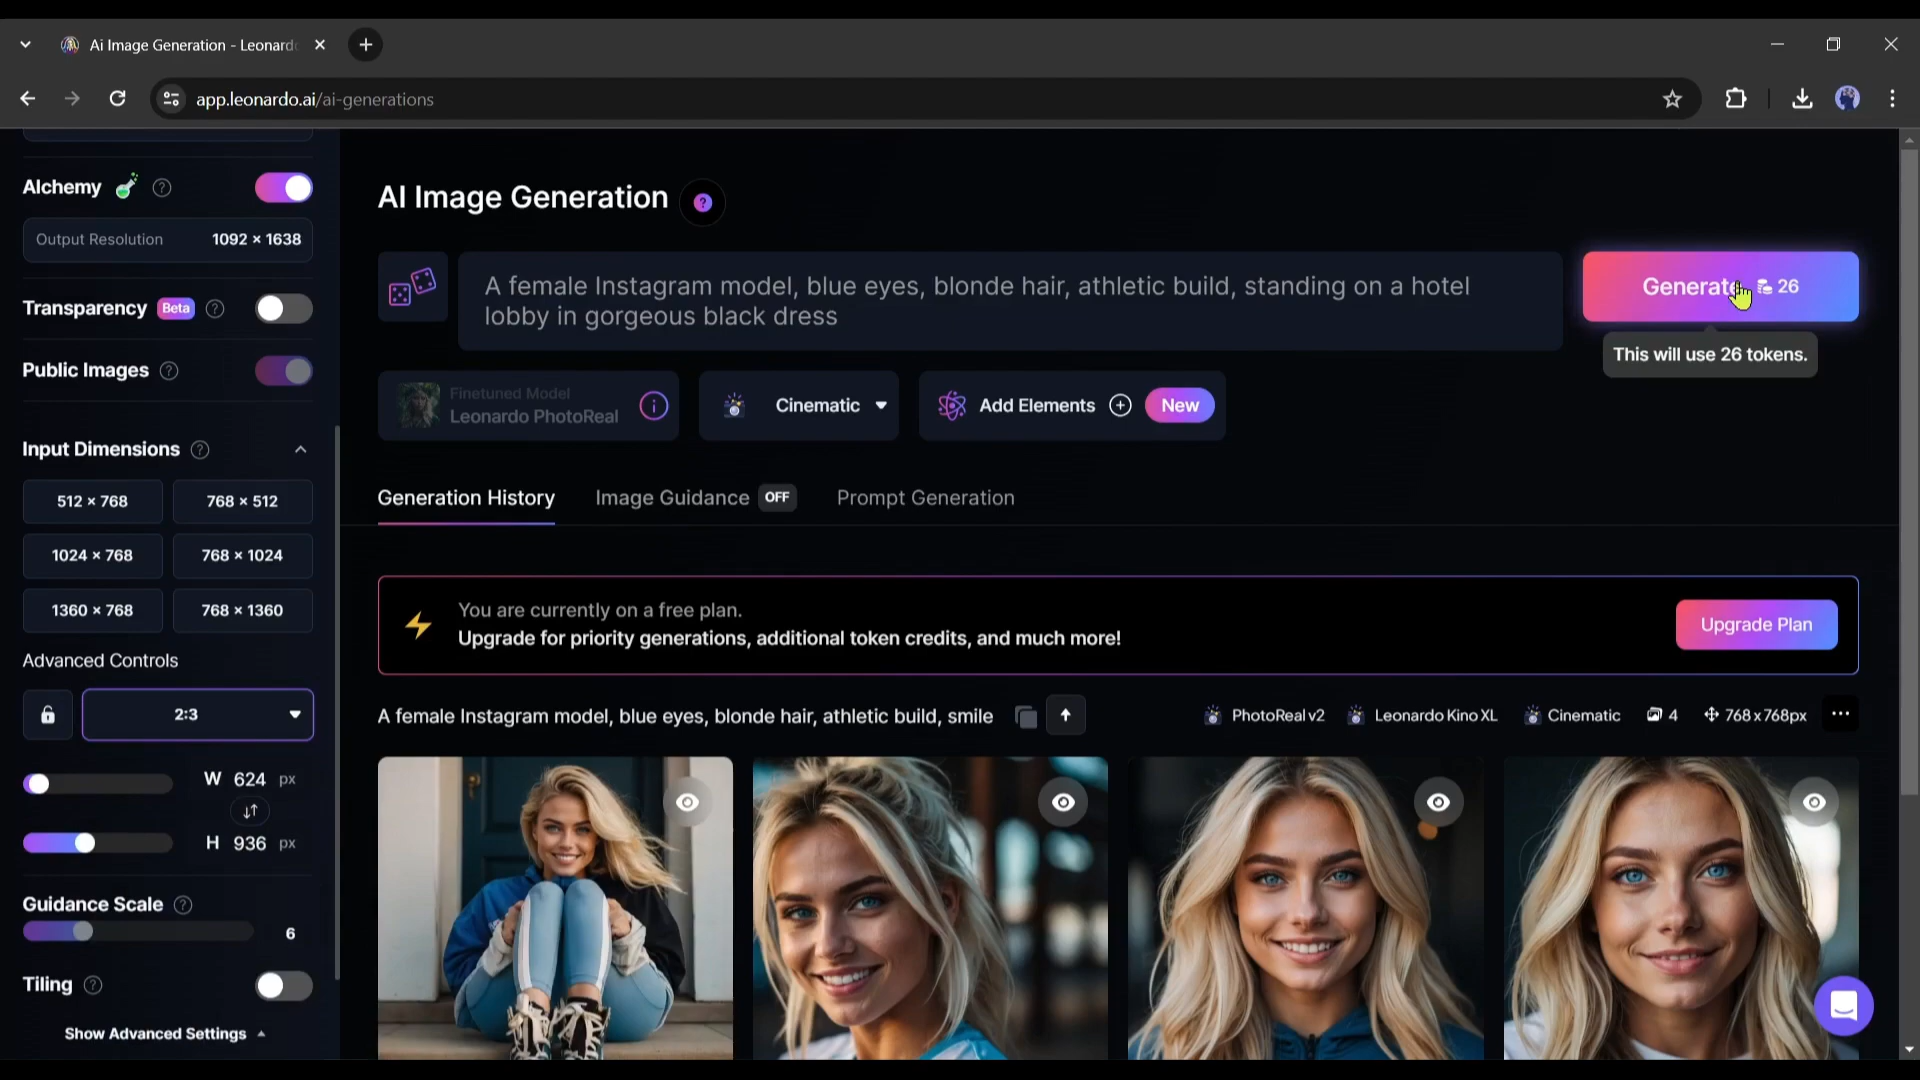 Ai Image Generation - Leonard
app.leonardo.ai/ai-generations
Alchemy ?
Output Resolution 1092 × 1638
Transparency Beta ?
Public Images ?
Input Dimensions ?
512 × 768 768 × 512
1024 × 768 768 × 1024
1360 × 768 768 × 1360
Advanced Controls
2:3
W 624 px
H 936 px
Guidance Scale ?
6
Tiling ?
Show Advanced Settings
AI Image Generation ?
A female Instagram model, blue eyes, blonde hair, athletic build, standing on a hotel
lobby in gorgeous black dress
Generate 26
This will use 26 tokens.
Finetuned Model
Leonardo PhotoReal
Cinematic
Add Elements New
Generation History Image Guidance OFF Prompt Generation
You are currently on a free plan.
Upgrade for priority generations, additional token credits, and much more!
Upgrade Plan
A female Instagram model, blue eyes, blonde hair, athletic build, smile
PhotoReal v2 Leonardo Kino XL Cinematic 4 768 x 768px